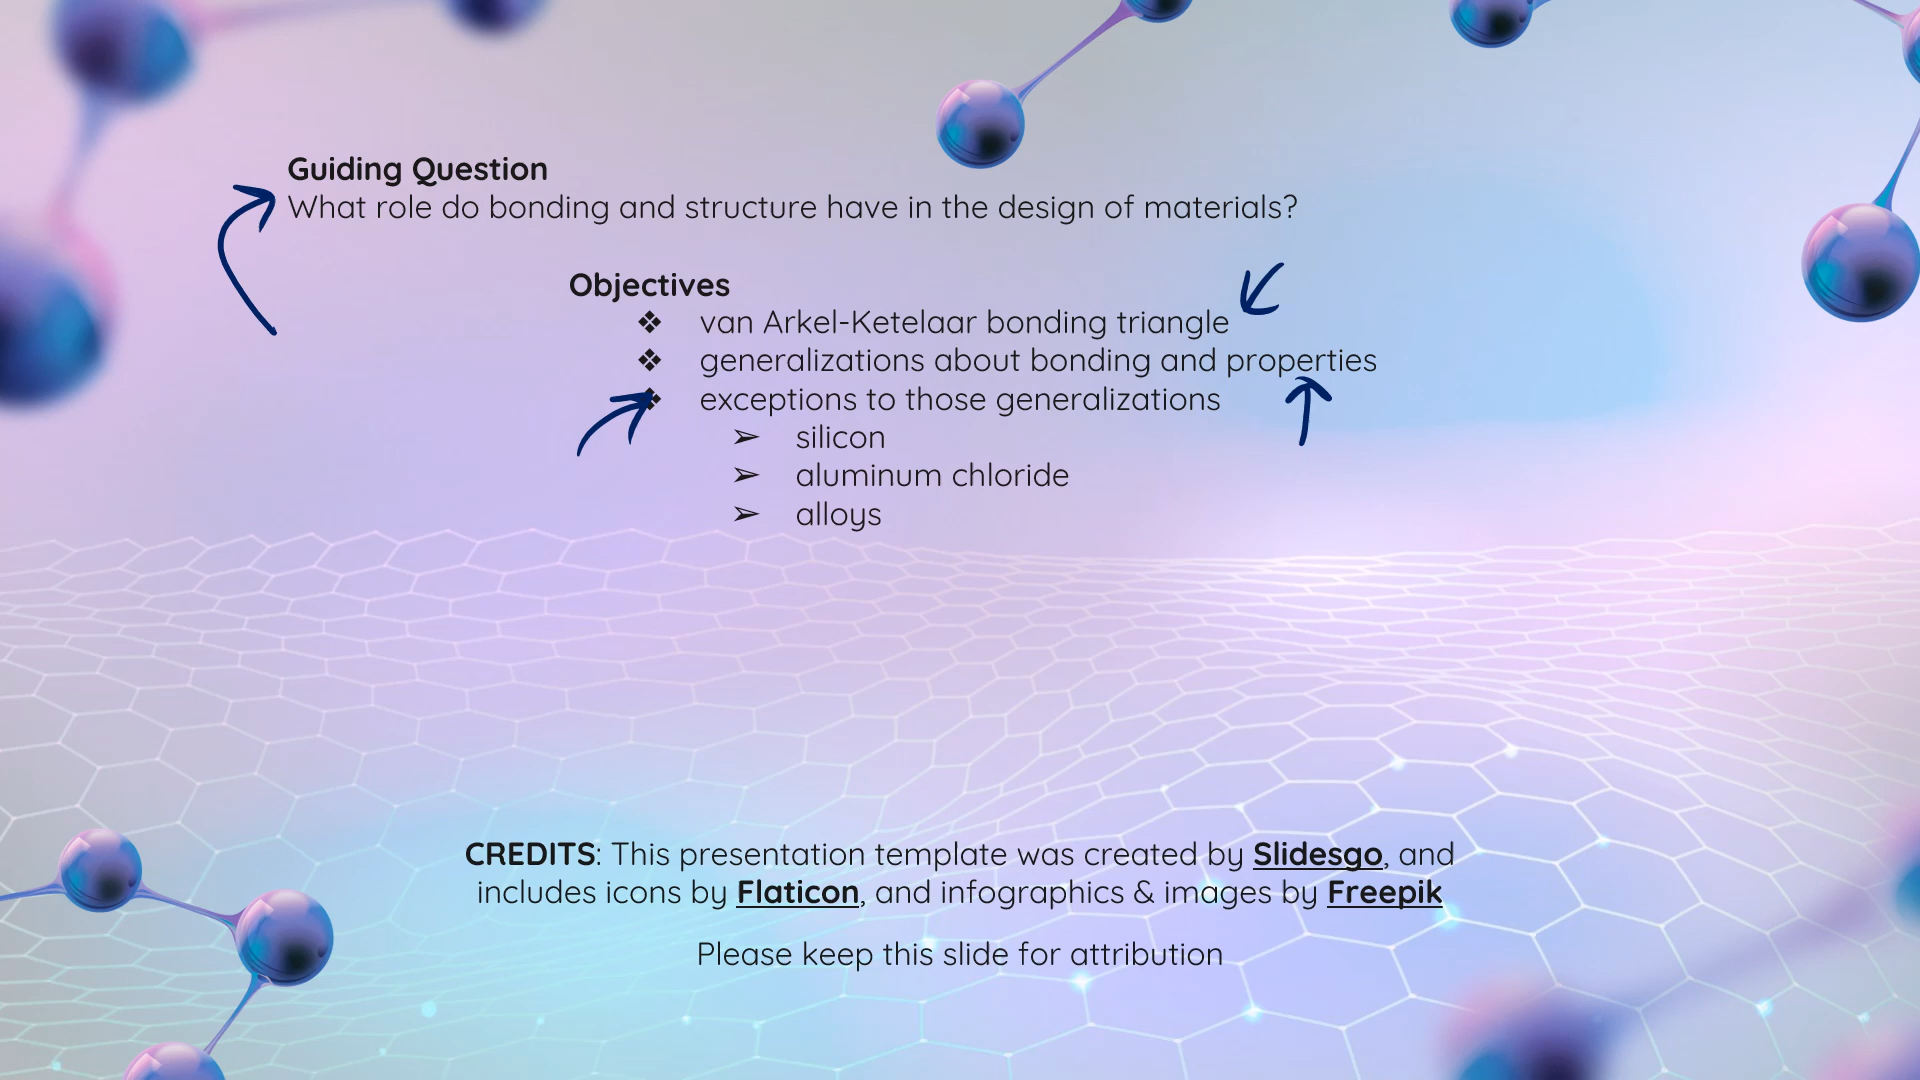 Guiding Question
What role do bonding and structure have in the design of materials?
Objectives
❖ van Arkel-Ketelaar bonding triangle
❖ generalizations about bonding and properties
❖ exceptions to those generalizations
➢ silicon
➢ aluminum chloride
➢ alloys
CREDITS: This presentation template was created by Slidesgo, and
includes icons by Flaticon, and infographics & images by Freepik
Please keep this slide for attribution